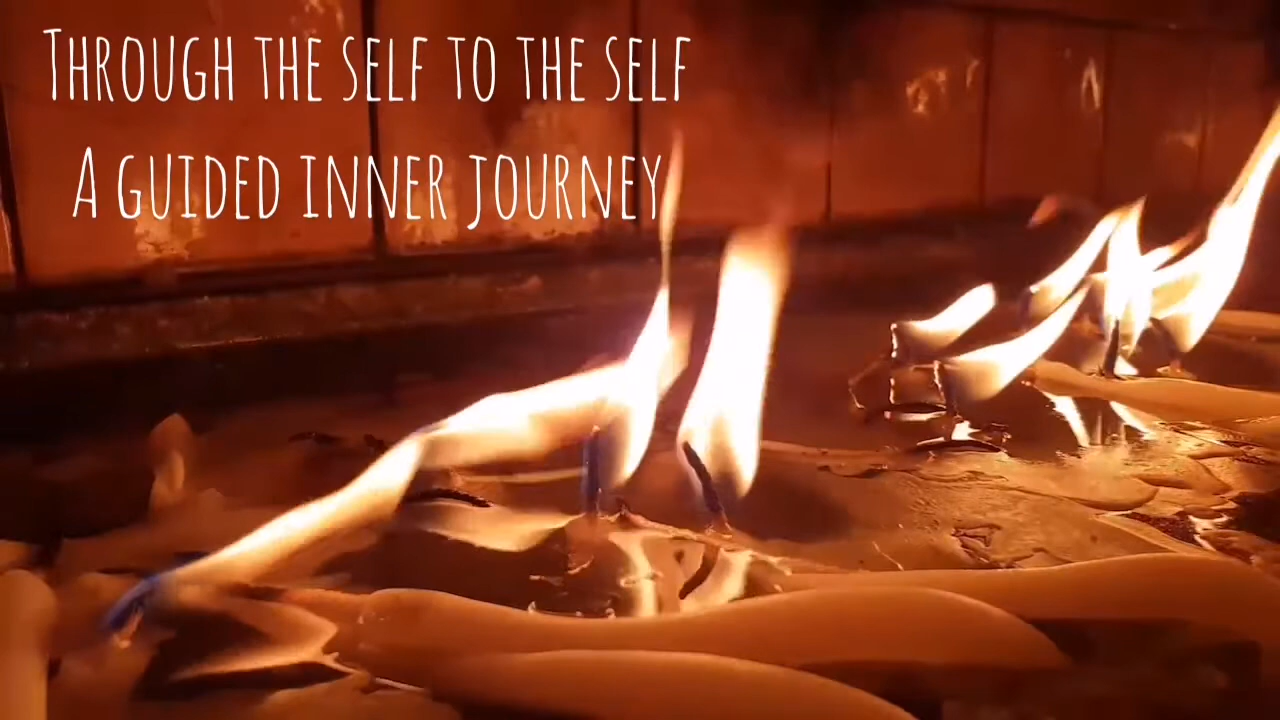 Through the self to the self
A guided inner journey